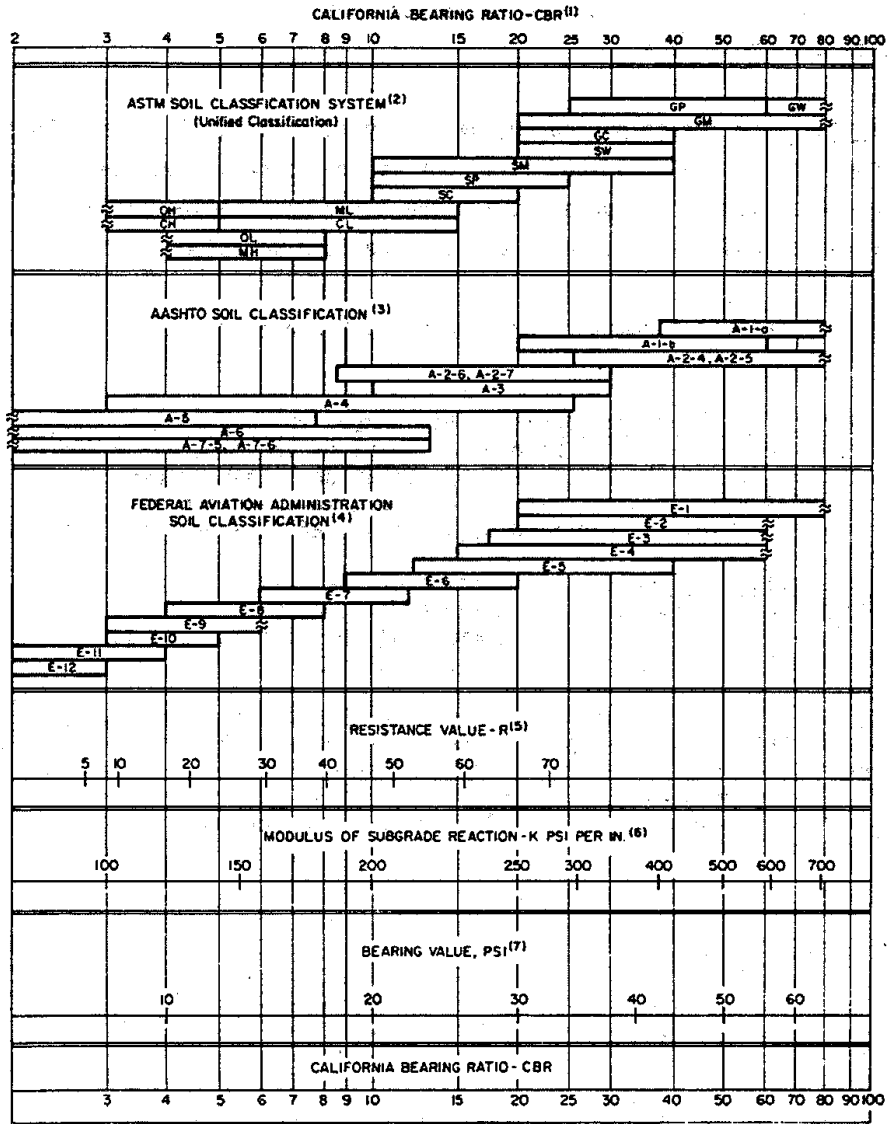 CALIFORNIA BEARING RATIO-CBR(1)
2 3 4 5 6 7 8 9 10 15 20 25 30 40 50 60 70 80 90 100
ASTM SOIL CLASSFICATION SYSTEM(2)
(Unified Classification)
GP GW
GM
GC
SW
SM
SP
SC
OH ML
CH CL
OL
MH
AASHTO SOIL CLASSIFICATION (3)
A-1-a
A-1-b
A-2-4, A-2-5
A-2-6, A-2-7
A-3
A-4
A-5
A-6
A-7-5, A-7-6
FEDERAL AVIATION ADMINISTRATION
SOIL CLASSIFICATION(4)
E-1
E-2
E-3
E-4
E-5
E-6
E-7
E-8
E-9
E-10
E-11
E-12
RESISTANCE VALUE-R(5)
5 10 20 30 40 50 60 70
MODULUS OF SUBGRADE REACTION-K PSI PER IN.(6)
100 150 200 250 300 400 500 600 700
BEARING VALUE, PSI(7)
10 20 30 40 50 60
CALIFORNIA BEARING RATIO-CBR
3 4 5 6 7 8 9 10 15 20 25 30 40 50 60 70 80 90 100